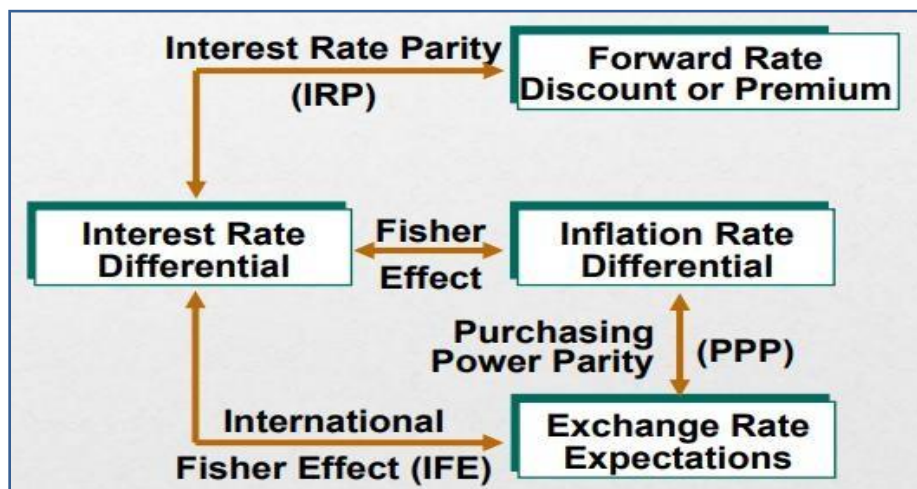 Interest Rate Parity
(IRP)
Forward Rate
Discount or Premium
Interest Rate
Differential
Fisher
Effect
Inflation Rate
Differential
Purchasing
Power Parity
(PPP)
International
Fisher Effect (IFE)
Exchange Rate
Expectations